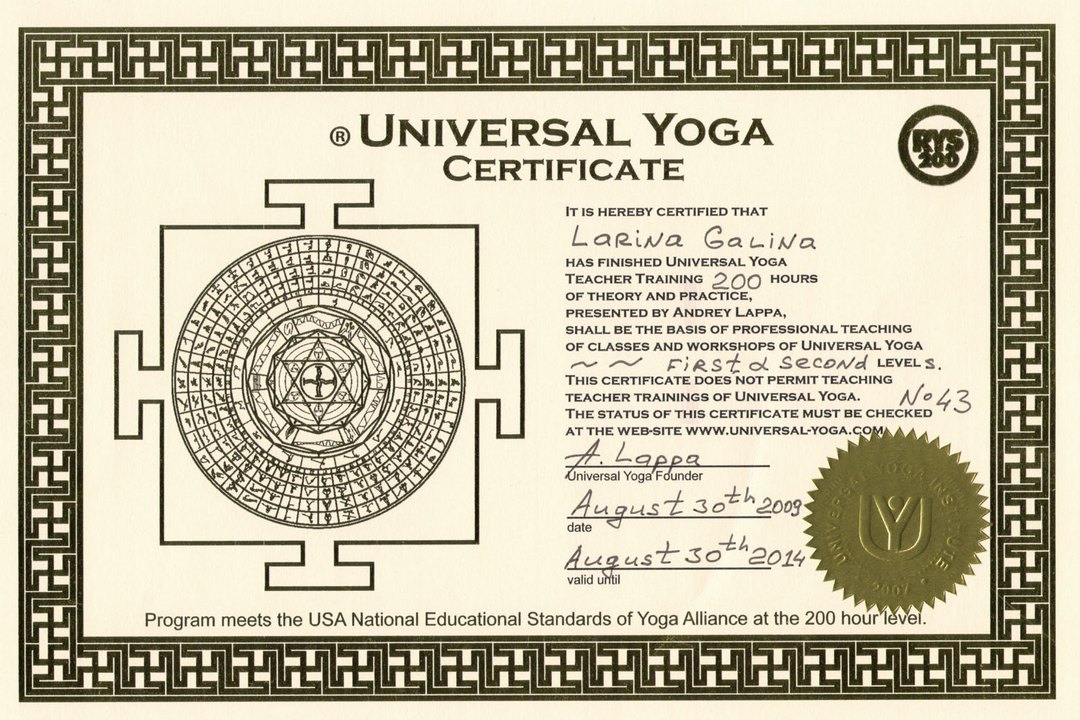 ® UNIVERSAL YOGA
CERTIFICATE
RYS
200
IT IS HEREBY CERTIFIED THAT
Larina Galina
HAS FINISHED UNIVERSAL YOGA
TEACHER TRAINING 200 HOURS
OF THEORY AND PRACTICE,
PRESENTED BY ANDREY LAPPA,
SHALL BE THE BASIS OF PROFESSIONAL TEACHING
OF CLASSES AND WORKSHOPS OF UNIVERSAL YOGA
~ ~ First & second LEVEL s.
THIS CERTIFICATE DOES NOT PERMIT TEACHING
TEACHER TRAININGS OF UNIVERSAL YOGA.
No 43
THE STATUS OF THIS CERTIFICATE MUST BE CHECKED
AT THE WEB-SITE WWW.UNIVERSAL-YOGA.COM
A. Lappa
Universal Yoga Founder
August 30th 2009
date
August 30th 2014
valid until
UNIVERSAL YOGA INSTITUTE
UY
2007
Program meets the USA National Educational Standards of Yoga Alliance at the 200 hour level.